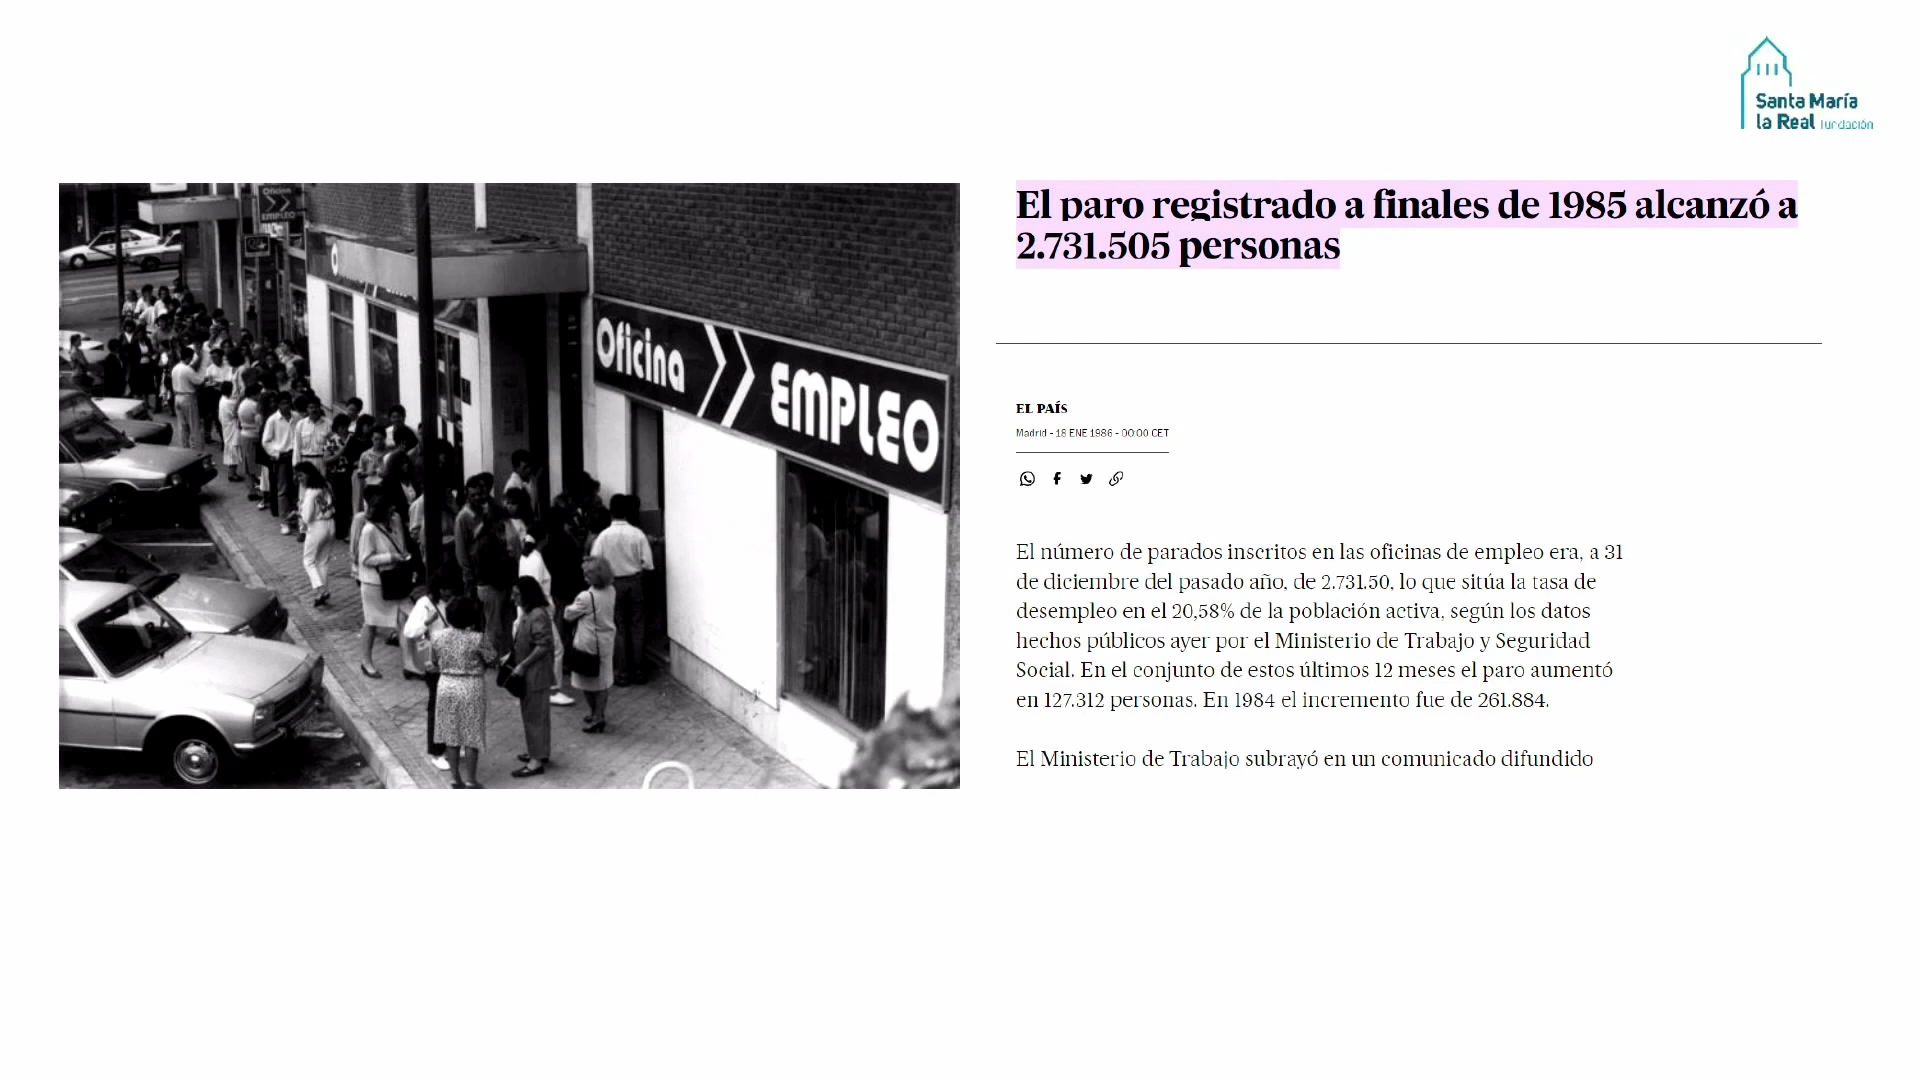 Santa María
la Real fundación
Oficina
EMPLEO
Oficina EMPLEO
El paro registrado a finales de 1985 alcanzó a
2.731.505 personas
EL PAÍS
Madrid - 18 ENE 1986 - 00:00 CET
El número de parados inscritos en las oficinas de empleo era, a 31
de diciembre del pasado año, de 2.731.50, lo que sitúa la tasa de
desempleo en el 20,58% de la población activa, según los datos
hechos públicos ayer por el Ministerio de Trabajo y Seguridad
Social. En el conjunto de estos últimos 12 meses el paro aumentó
en 127.312 personas. En 1984 el incremento fue de 261.884.
El Ministerio de Trabajo subrayó en un comunicado difundido